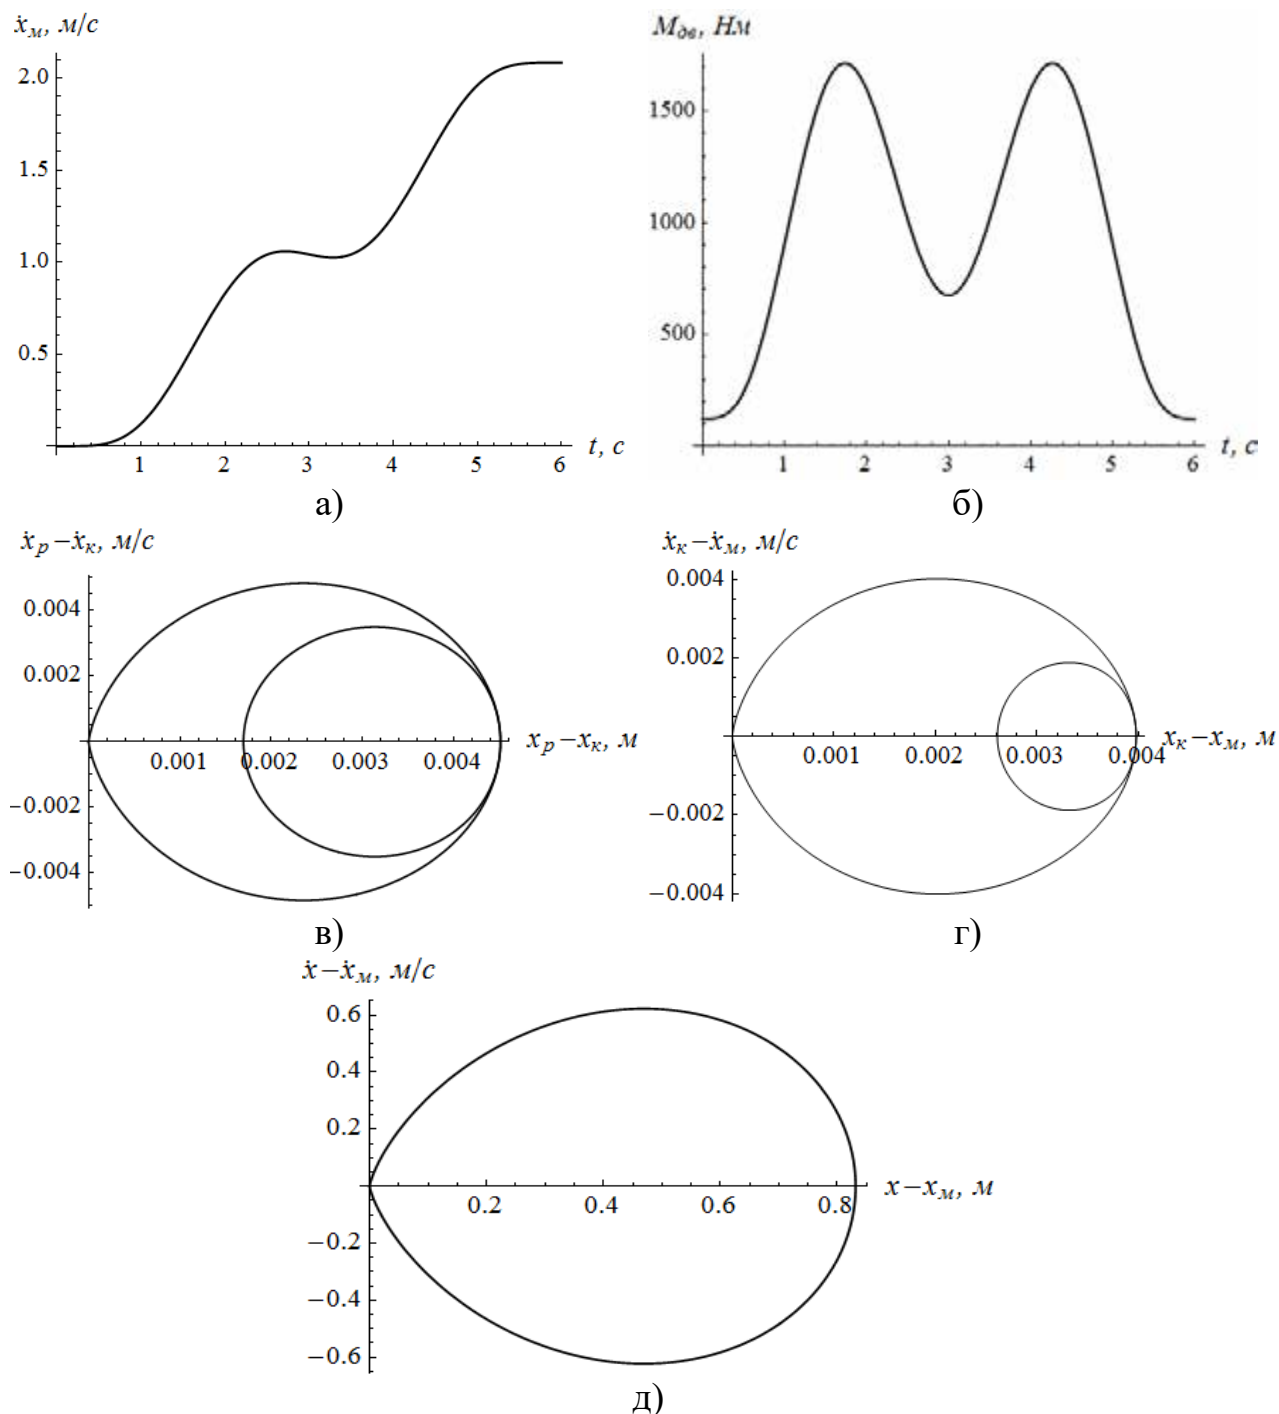 ẋм, м/с
2.0
1.5
1.0
0.5
1 2 3 4 5 6 t, с
а)
Mдв, Нм
1500
1000
500
1 2 3 4 5 6 t, с
б)
ẋр−ẋк, м/с
0.004
0.002
0.001 0.002 0.003 0.004 xр−xк, м
−0.002
−0.004
в)
ẋк−ẋм, м/с
0.004
0.002
0.001 0.002 0.003 0.004 xк−xм, м
−0.002
−0.004
г)
ẋ−ẋм, м/с
0.6
0.4
0.2
0.2 0.4 0.6 0.8 x−xм, м
−0.2
−0.4
−0.6
д)